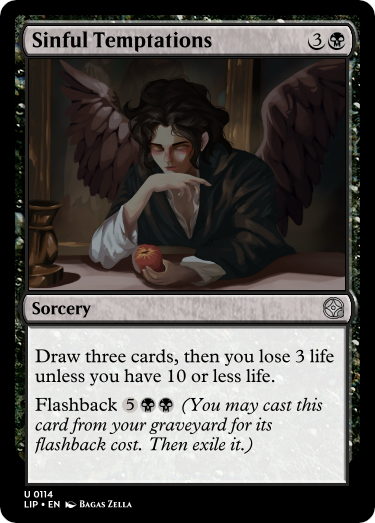 Sinful Temptations 3
Sorcery
Draw three cards, then you lose 3 life
unless you have 10 or less life.
Flashback 5 (You may cast this
card from your graveyard for its
flashback cost. Then exile it.)
U 0114
LIP • EN Bagas Zella